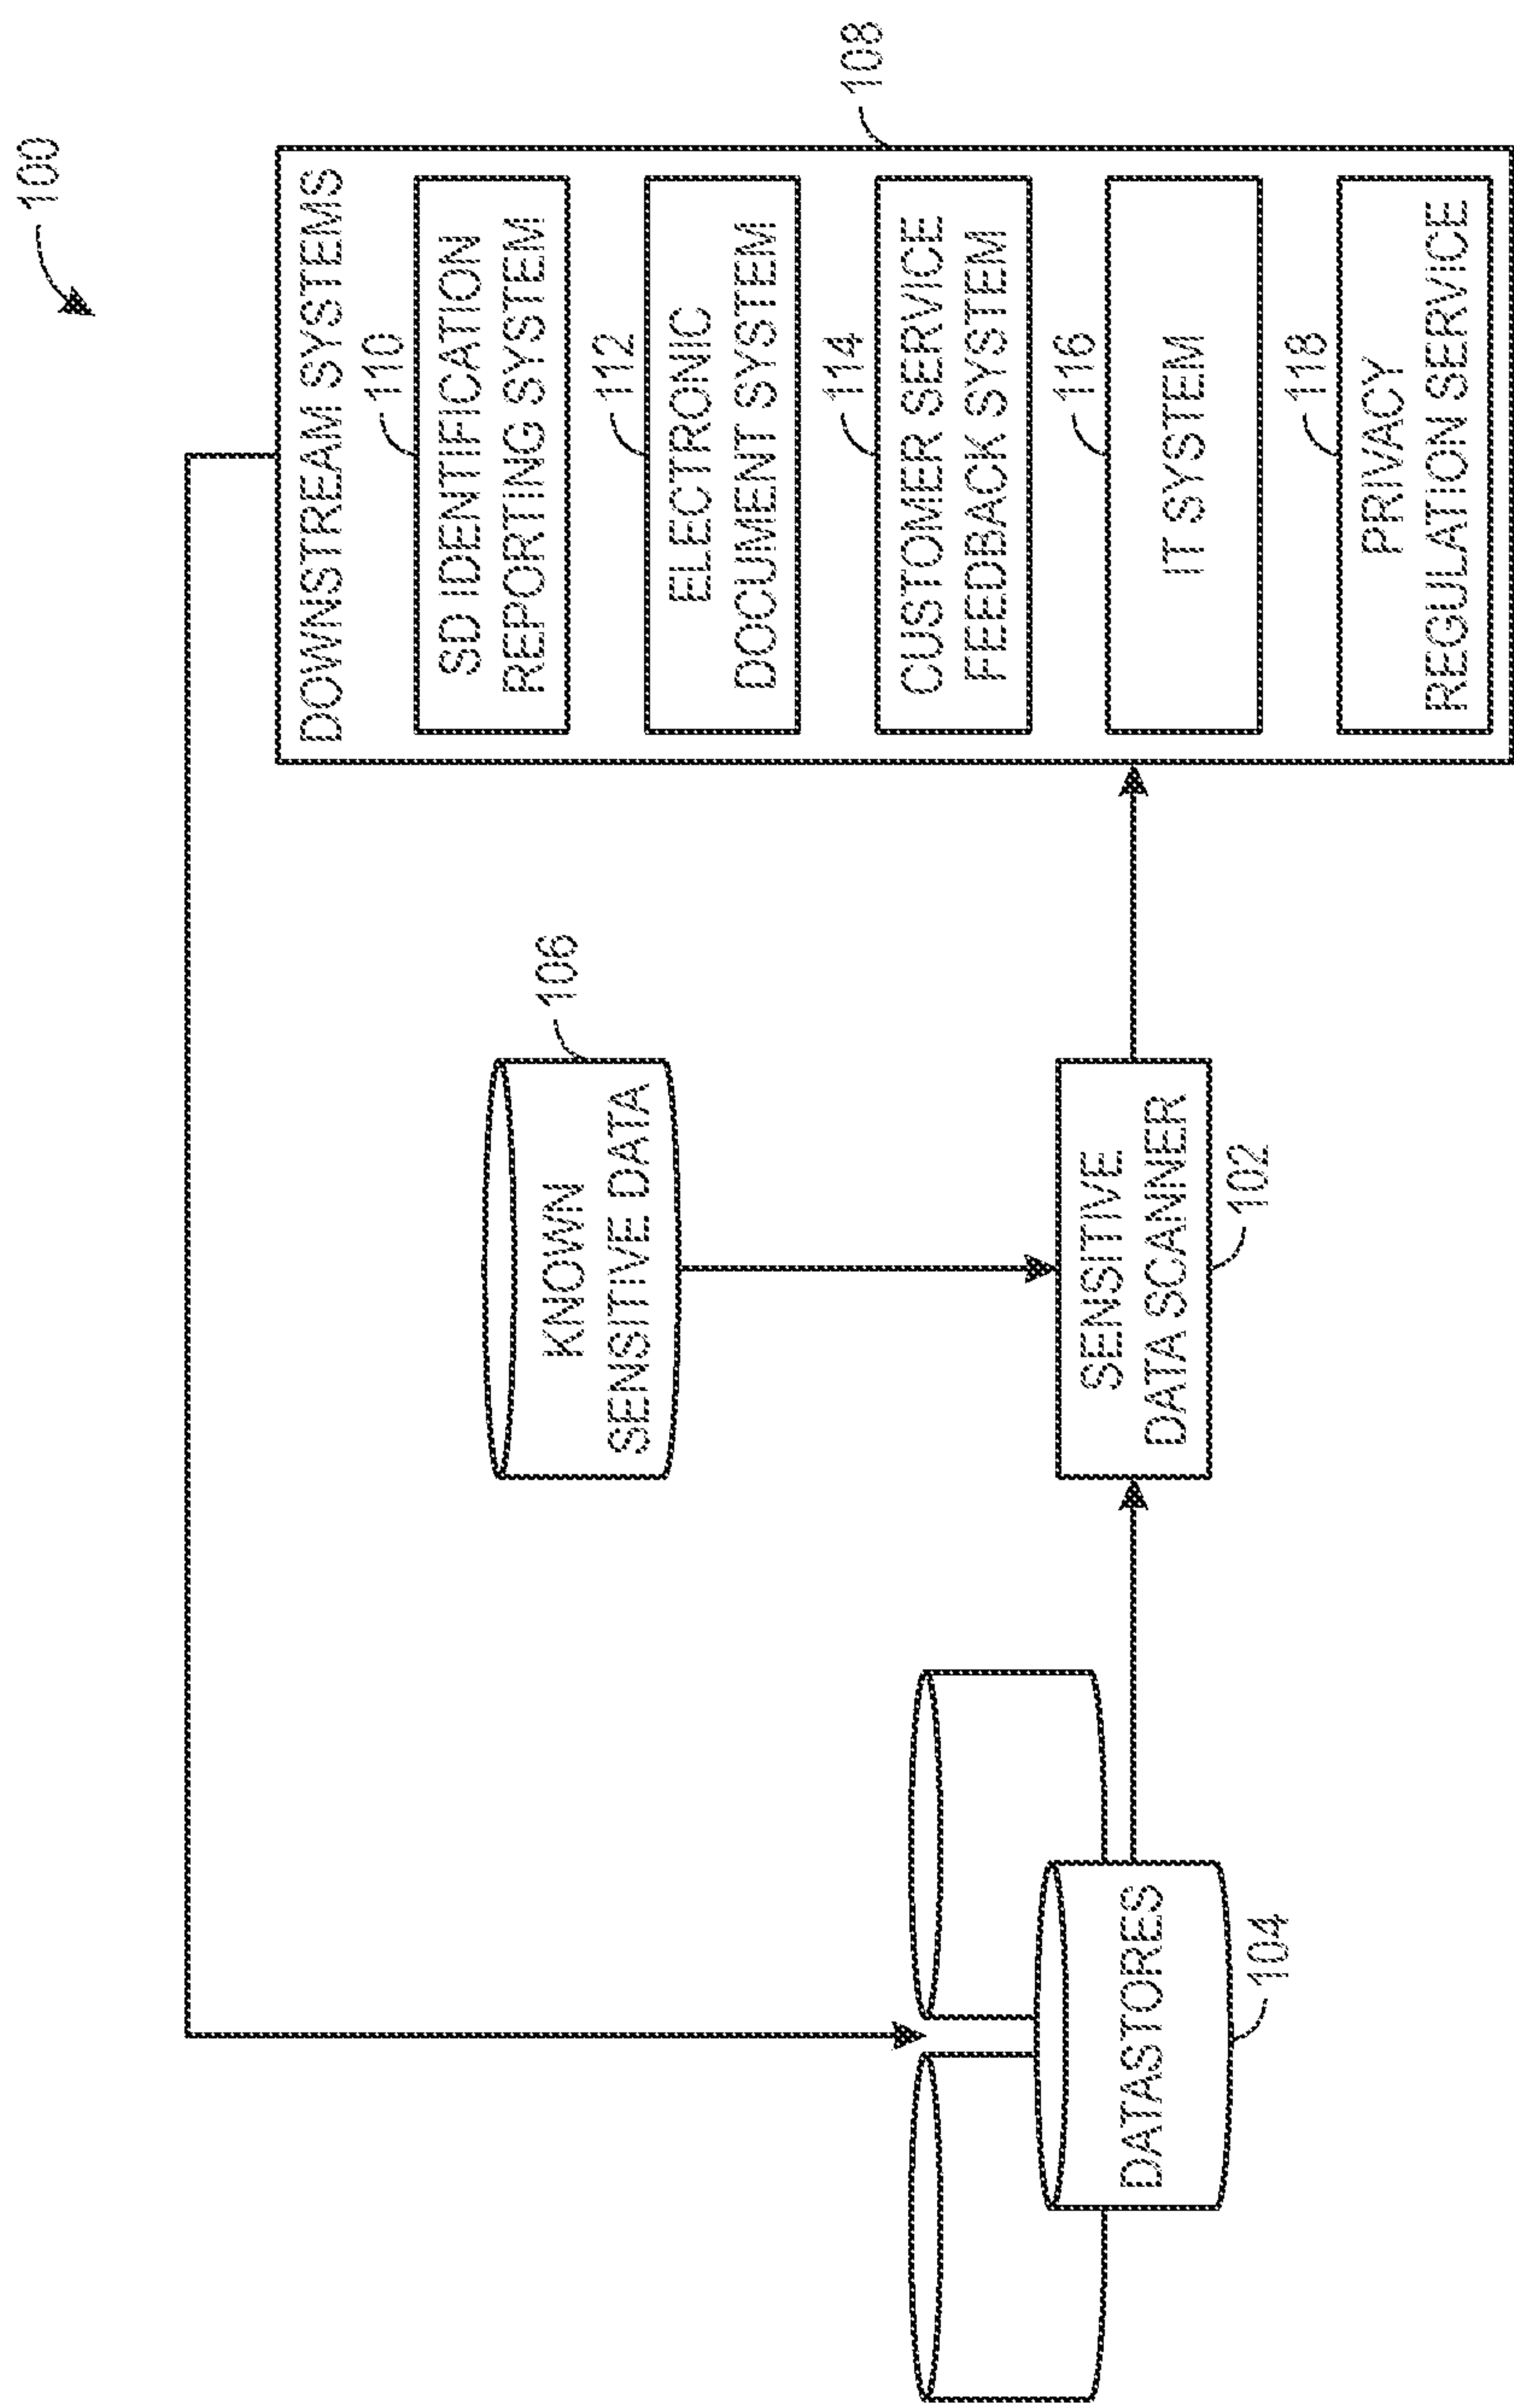 100
DOWNSTREAM SYSTEMS
108
110
SD IDENTIFICATION
REPORTING SYSTEM
112
ELECTRONIC
DOCUMENT SYSTEM
114
CUSTOMER SERVICE
FEEDBACK SYSTEM
116
IT SYSTEM
118
PRIVACY
REGULATION SERVICE
106
KNOWN
SENSITIVE DATA
SENSITIVE
DATA SCANNER
102
DATASTORES
104